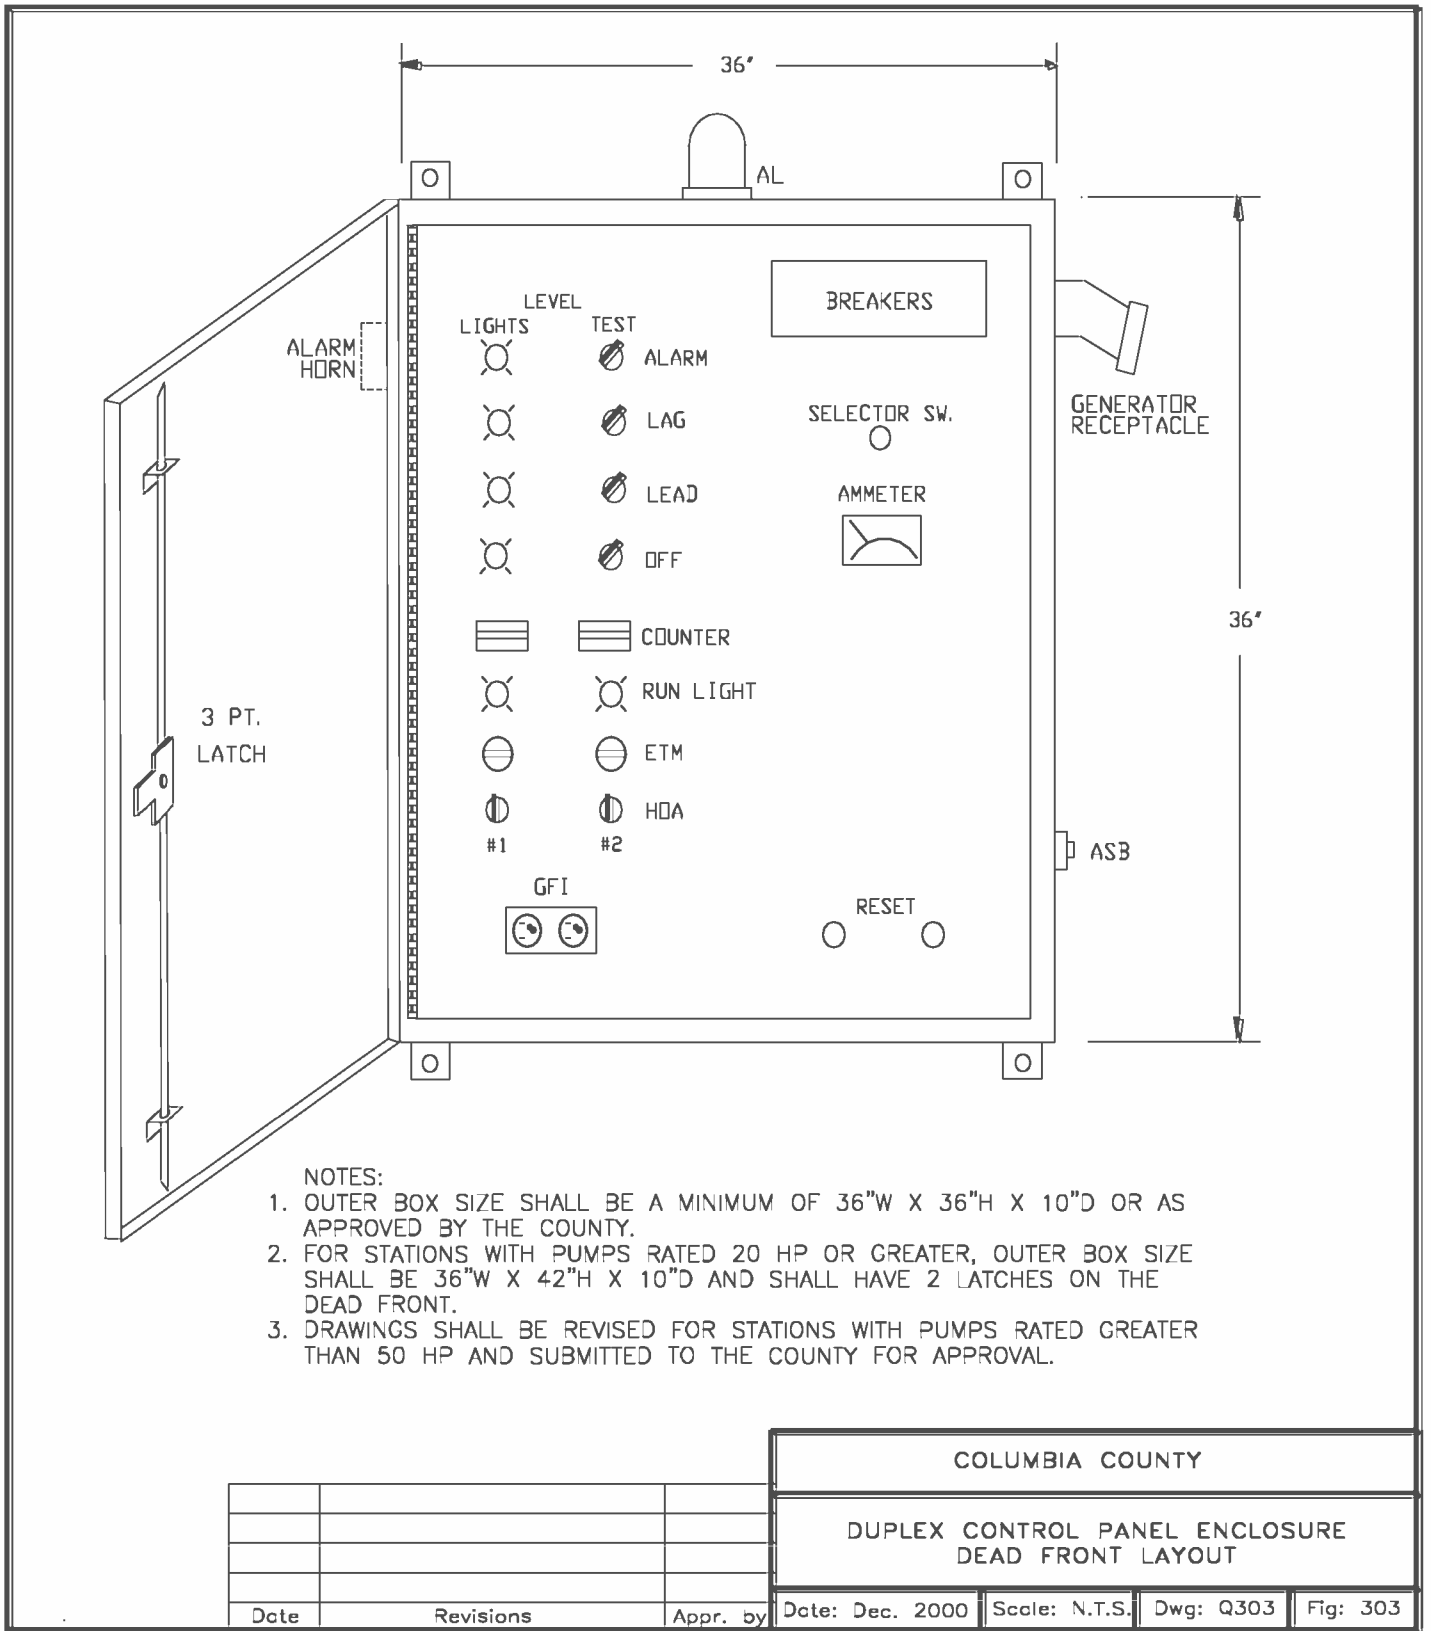 36"
AL
LEVEL
LIGHTS
TEST
BREAKERS
ALARM
HORN
ALARM
GENERATOR
RECEPTACLE
SELECTOR SW.
LAG
LEAD
AMMETER
OFF
36"
COUNTER
RUN LIGHT
3 PT.
LATCH
ETM
HOA
#1
#2
ASB
GFI
RESET
NOTES:
1. OUTER BOX SIZE SHALL BE A MINIMUM OF 36"W X 36"H X 10"D OR AS
APPROVED BY THE COUNTY.
2. FOR STATIONS WITH PUMPS RATED 20 HP OR GREATER, OUTER BOX SIZE
SHALL BE 36"W X 42"H X 10"D AND SHALL HAVE 2 LATCHES ON THE
DEAD FRONT.
3. DRAWINGS SHALL BE REVISED FOR STATIONS WITH PUMPS RATED GREATER
THAN 50 HP AND SUBMITTED TO THE COUNTY FOR APPROVAL.
COLUMBIA COUNTY
DUPLEX CONTROL PANEL ENCLOSURE
DEAD FRONT LAYOUT
Date Revisions Appr. by
Date: Dec. 2000 Scale: N.T.S. Dwg: Q303 Fig: 303